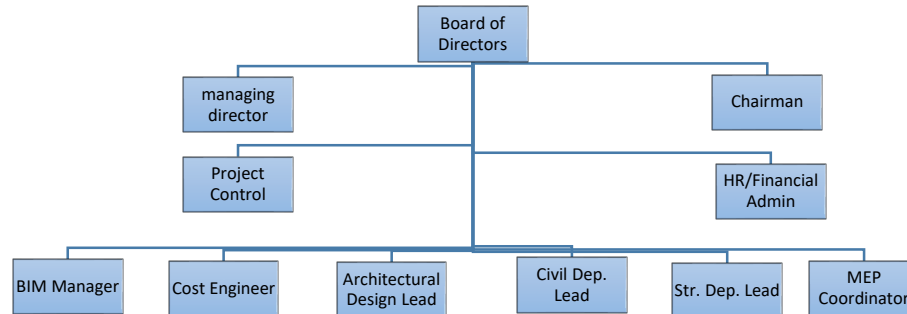 Board of
Directors
managing
director
Chairman
Project
Control
HR/Financial
Admin
BIM Manager
Cost Engineer
Architectural
Design Lead
Civil Dep.
Lead
Str. Dep. Lead
MEP
Coordinator